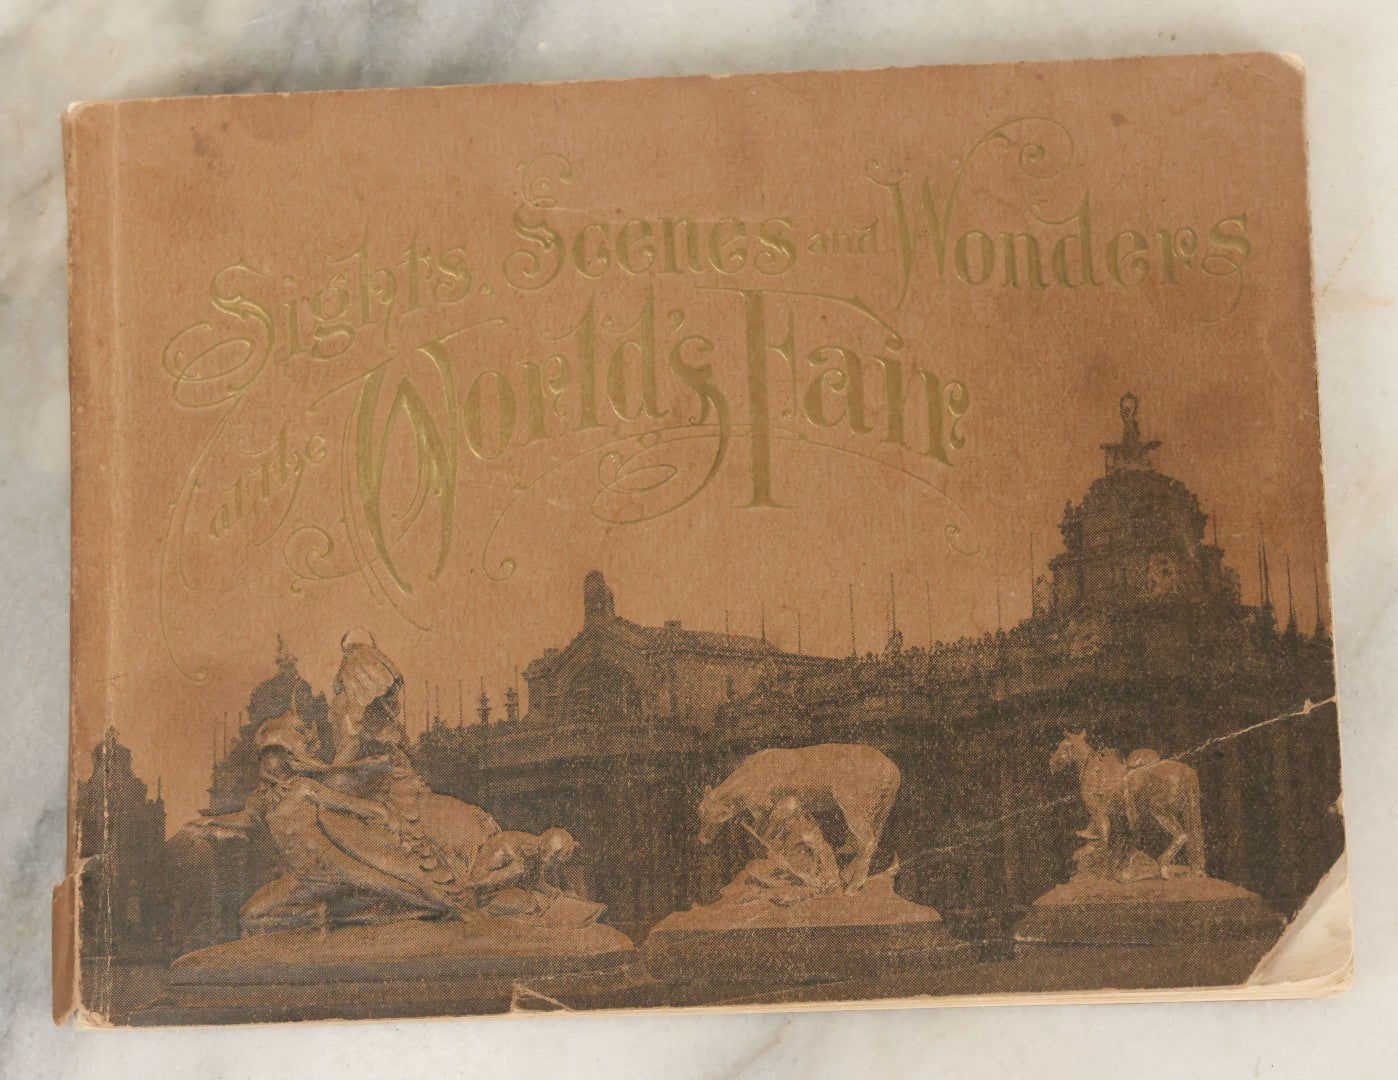 Sights, Scenes and Wonders
at the World's Fair